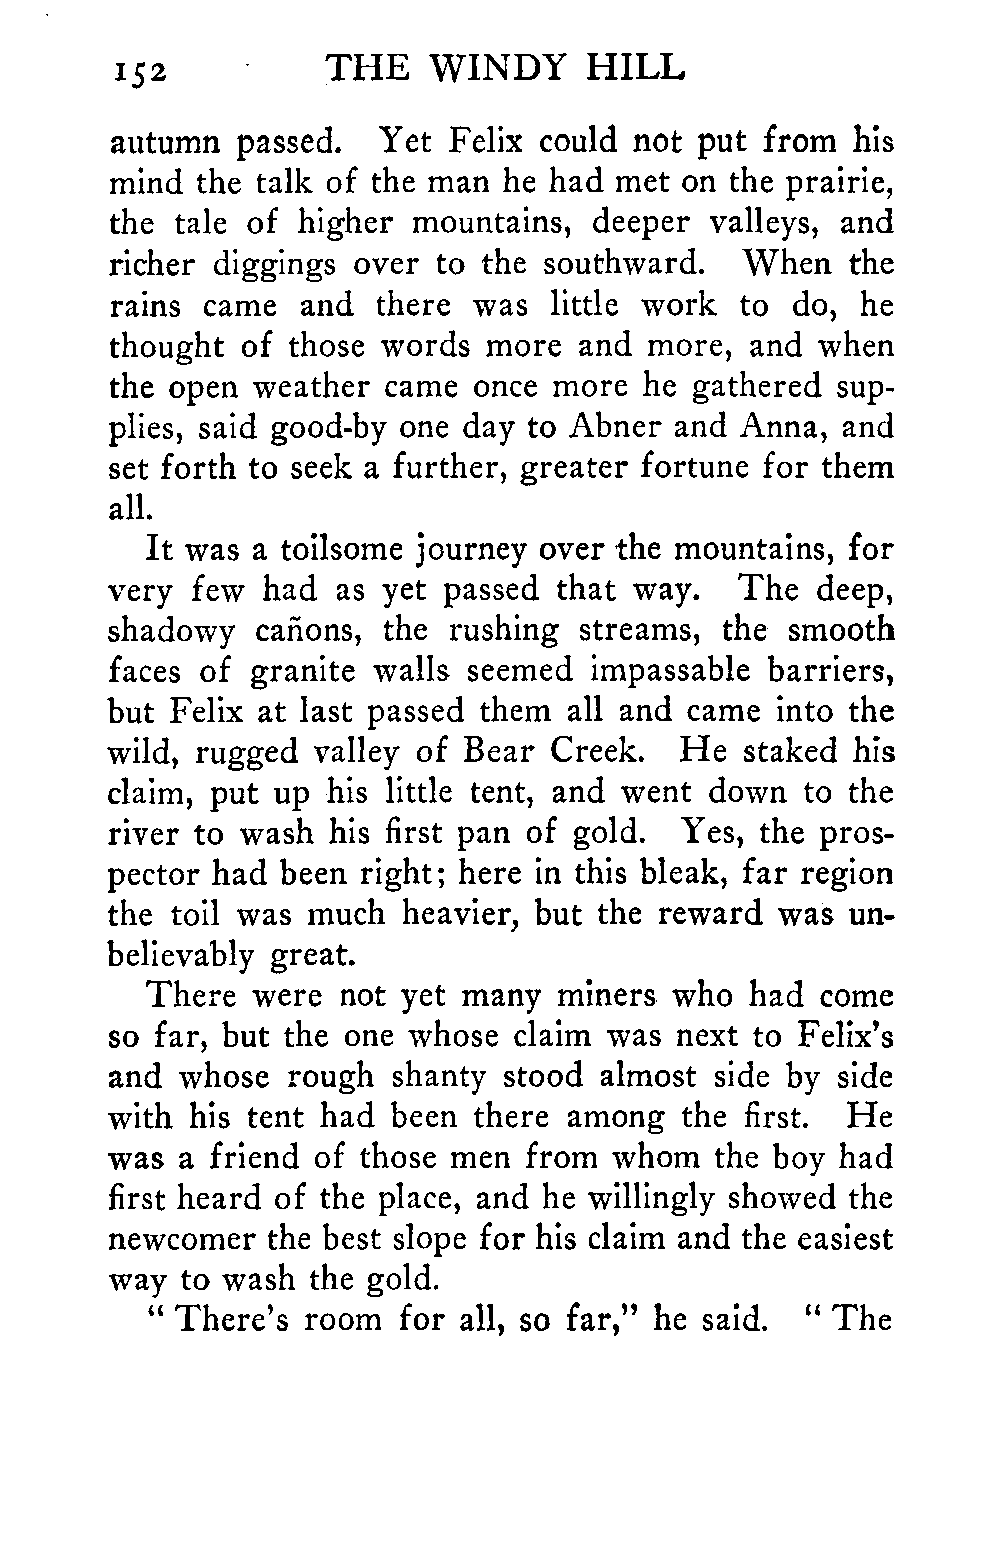 152 THE WINDY HILL
autumn passed. Yet Felix could not put from his
mind the talk of the man he had met on the prairie,
the tale of higher mountains, deeper valleys, and
richer diggings over to the southward. When the
rains came and there was little work to do, he
thought of those words more and more, and when
the open weather came once more he gathered sup-
plies, said good-by one day to Abner and Anna, and
set forth to seek a further, greater fortune for them
all.
It was a toilsome journey over the mountains, for
very few had as yet passed that way. The deep,
shadowy cañons, the rushing streams, the smooth
faces of granite walls seemed impassable barriers,
but Felix at last passed them all and came into the
wild, rugged valley of Bear Creek. He staked his
claim, put up his little tent, and went down to the
river to wash his first pan of gold. Yes, the pros-
pector had been right; here in this bleak, far region
the toil was much heavier, but the reward was un-
believably great.
There were not yet many miners who had come
so far, but the one whose claim was next to Felix's
and whose rough shanty stood almost side by side
with his tent had been there among the first. He
was a friend of those men from whom the boy had
first heard of the place, and he willingly showed the
newcomer the best slope for his claim and the easiest
way to wash the gold.
“ There's room for all, so far,” he said. “ The